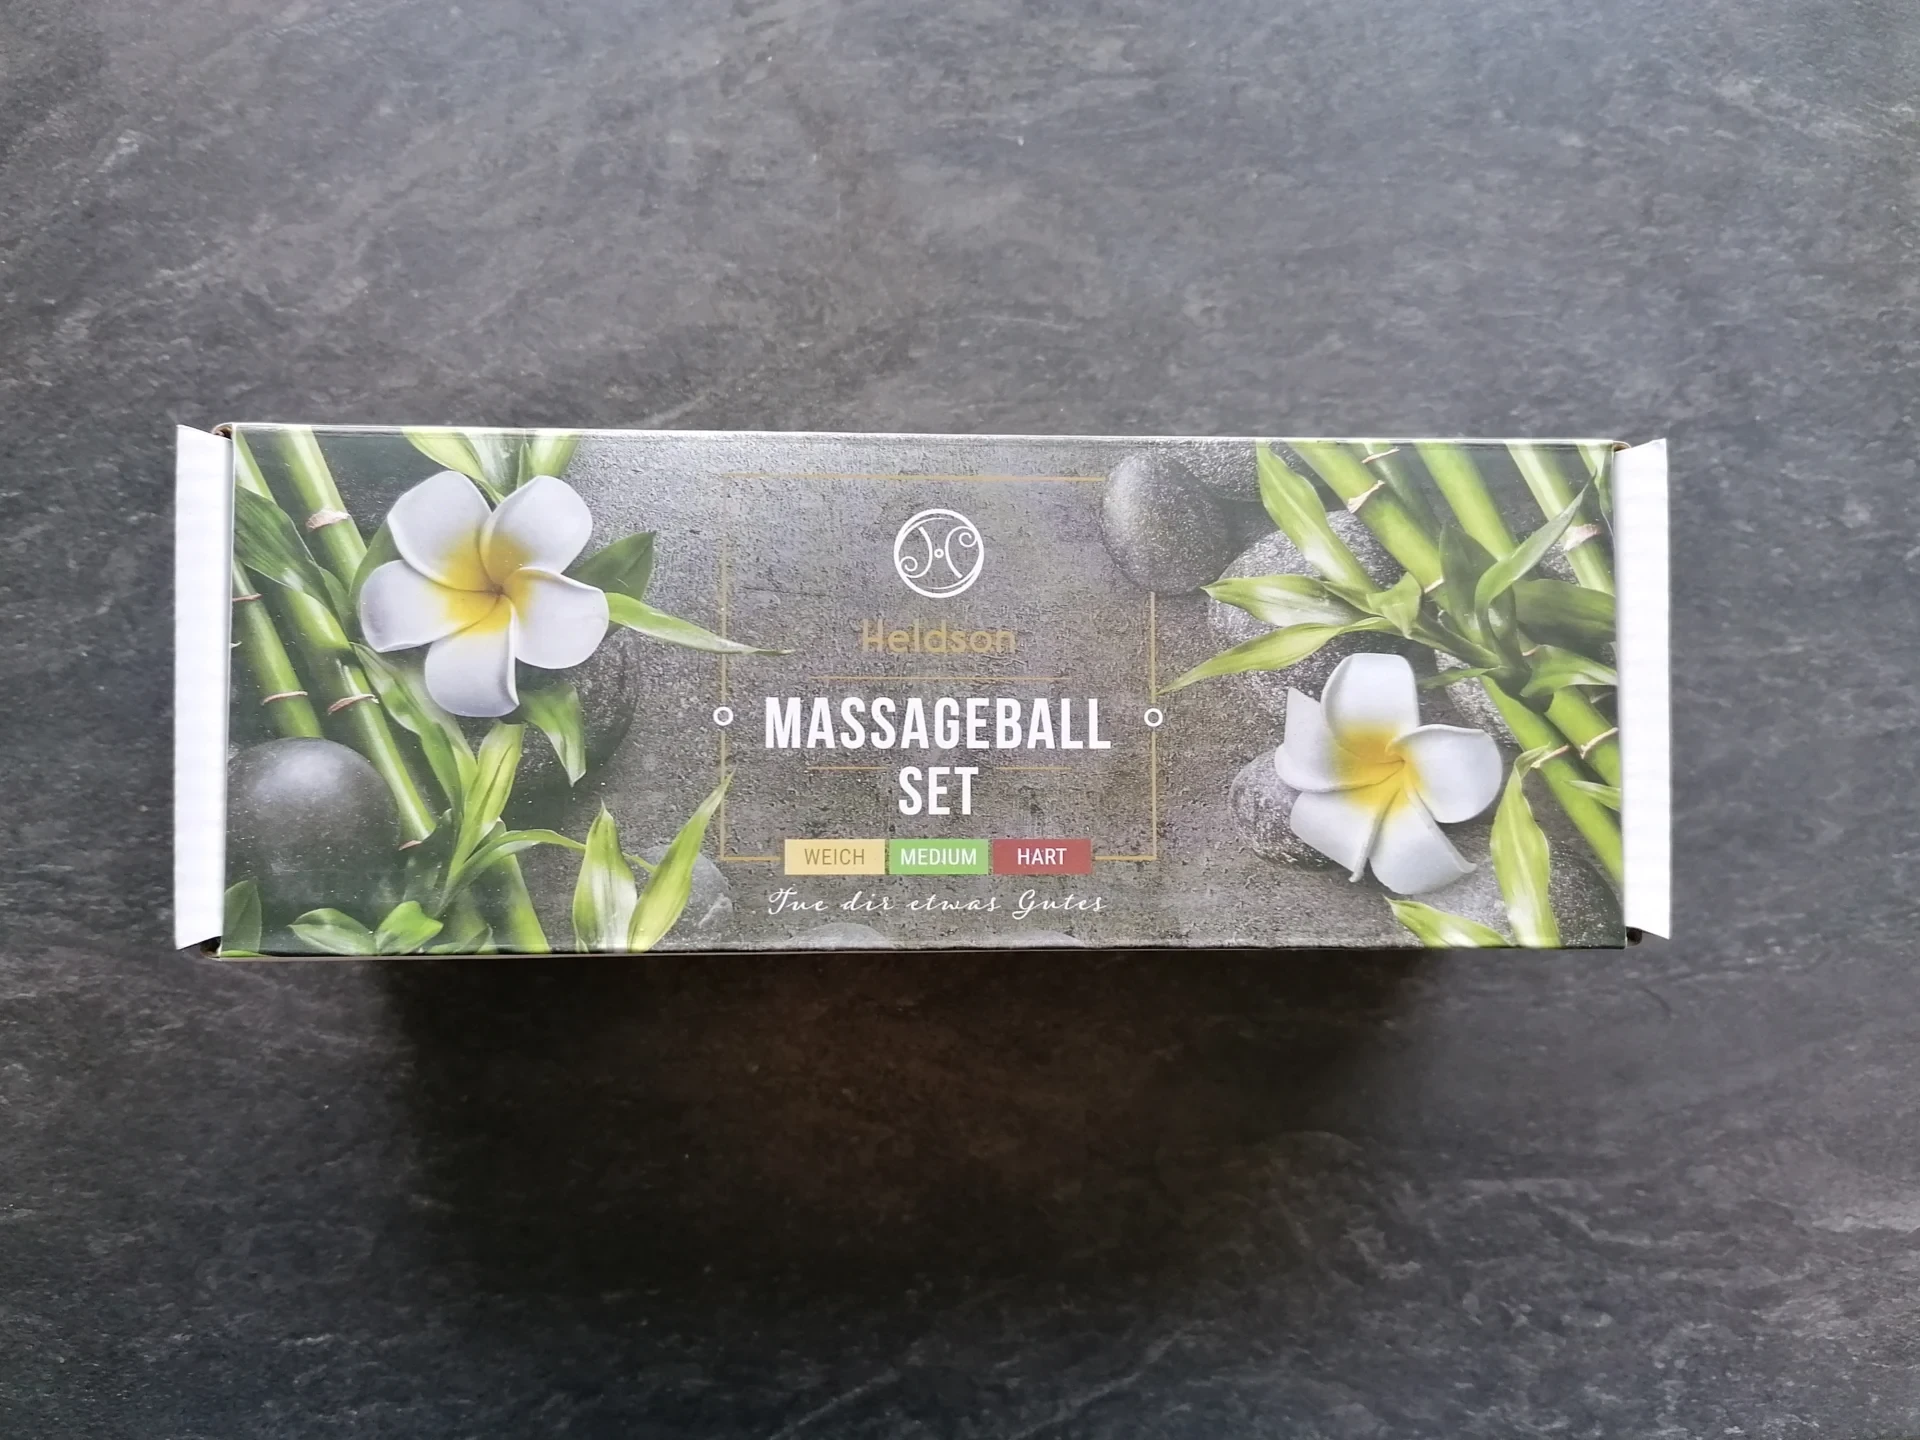 Heldson
MASSAGEBALL
SET
WEICH MEDIUM HART
Tue dir etwas Gutes